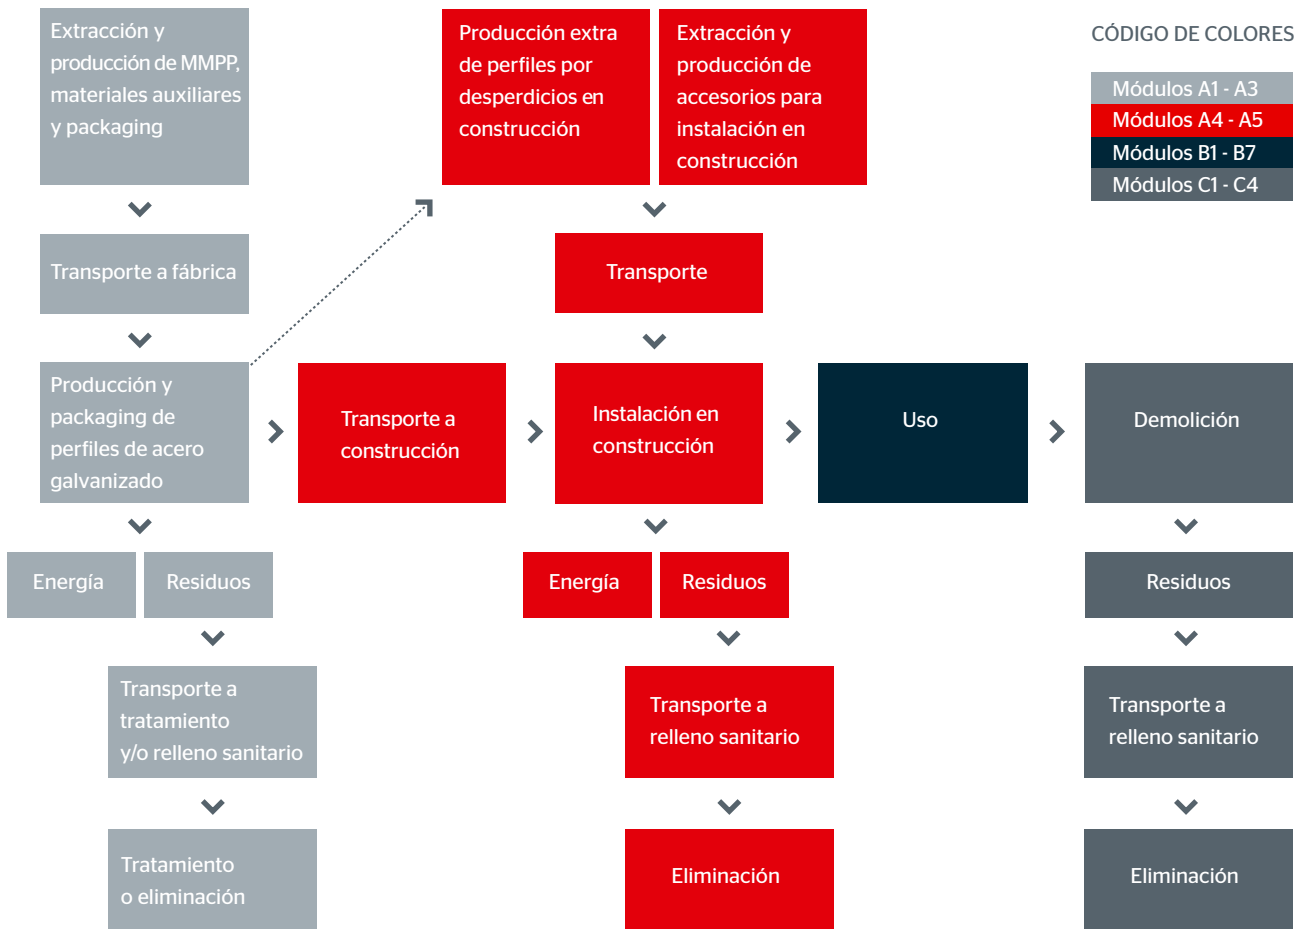 Extracción y
producción de MMPP,
materiales auxiliares
y packaging
Producción extra
de perfiles por
desperdicios en
construcción
Extracción y
producción de
accesorios para
instalación en
construcción
CÓDIGO DE COLORES
Módulos A1 - A3
Módulos A4 - A5
Módulos B1 - B7
Módulos C1 - C4
Transporte a fábrica
Transporte
Producción y
packaging de
perfiles de acero
galvanizado
Transporte a
construcción
Instalación en
construcción
Uso
Demolición
Energía
Residuos
Energía
Residuos
Residuos
Transporte a
tratamiento
y/o relleno sanitario
Transporte a
relleno sanitario
Transporte a
relleno sanitario
Tratamiento
o eliminación
Eliminación
Eliminación